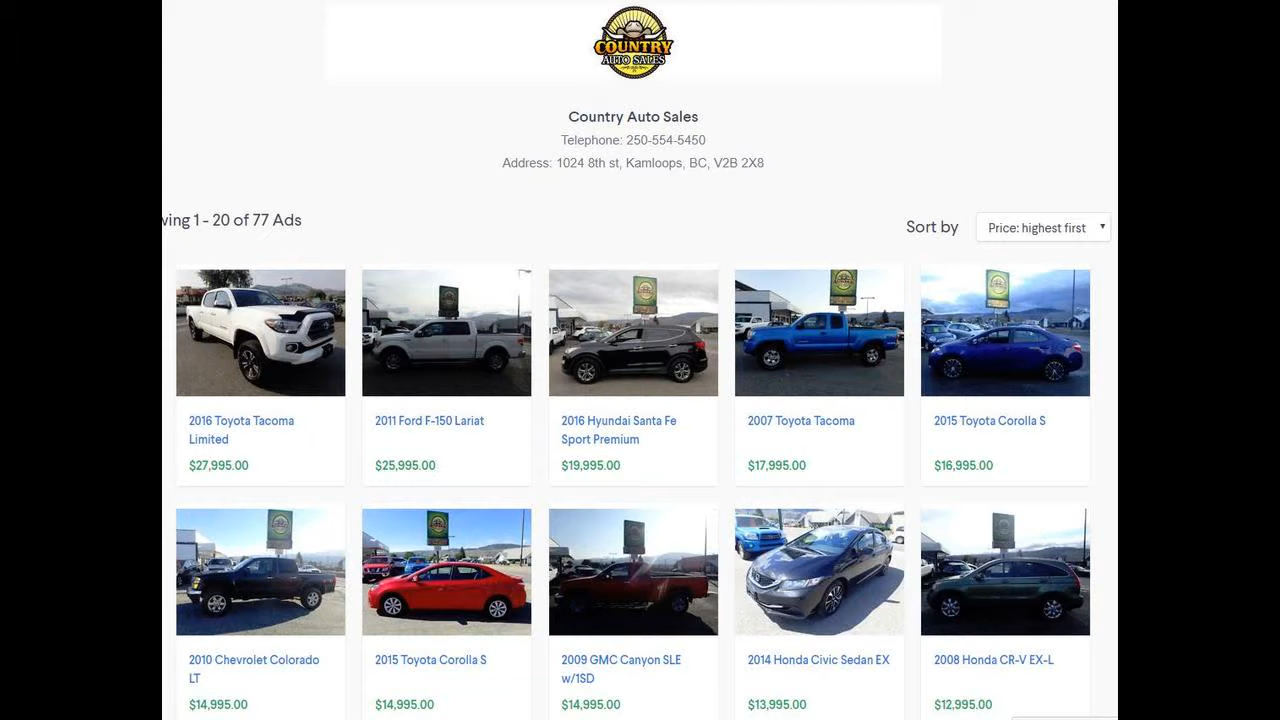 COUNTRY
AUTO SALES
Country Auto Sales
Telephone: 250-554-5450
Address: 1024 8th st, Kamloops, BC, V2B 2X8
wing 1 - 20 of 77 Ads
Sort by
Price: highest first
2016 Toyota Tacoma
Limited
$27,995.00
2011 Ford F-150 Lariat
$25,995.00
2016 Hyundai Santa Fe
Sport Premium
$19,995.00
2007 Toyota Tacoma
$17,995.00
2015 Toyota Corolla S
$16,995.00
2010 Chevrolet Colorado
LT
$14,995.00
2015 Toyota Corolla S
$14,995.00
2009 GMC Canyon SLE
w/1SD
$14,995.00
2014 Honda Civic Sedan EX
$13,995.00
2008 Honda CR-V EX-L
$12,995.00